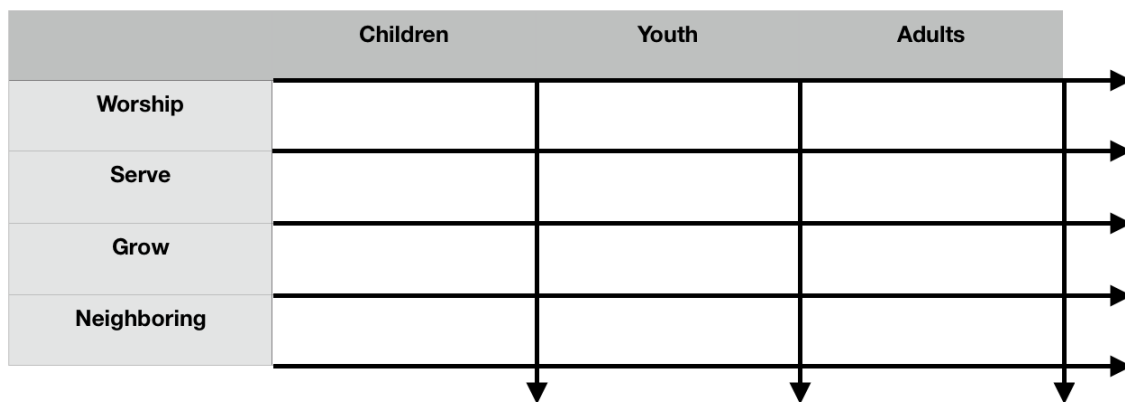 Children Youth Adults
Worship
Serve
Grow
Neighboring